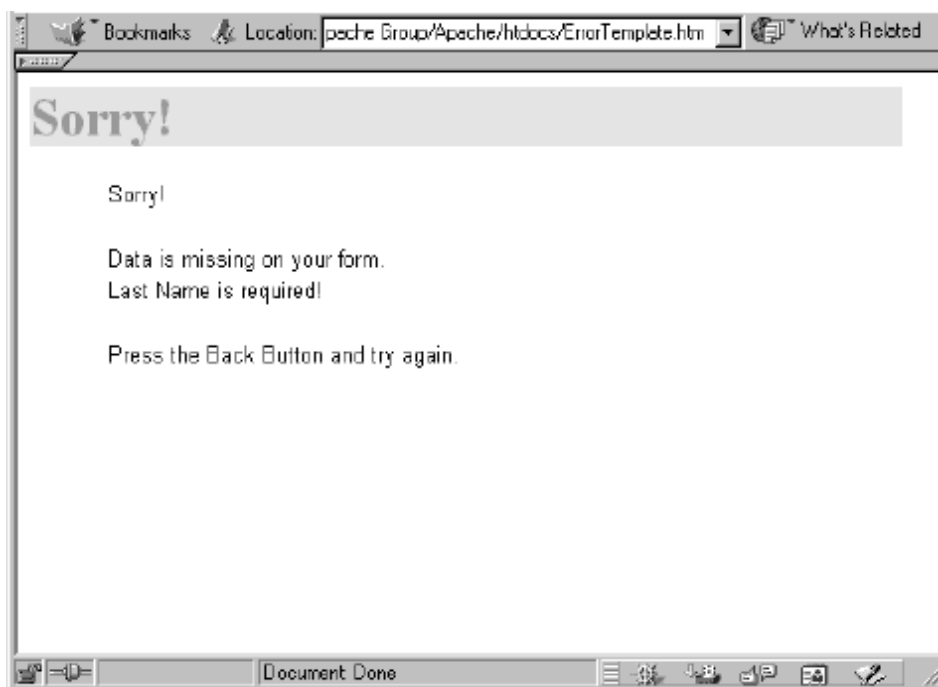 Bookmarks Location: pache Group/Apache/htdocs/ErrorTemplate.htm What's Related
Sorry!
Sorry!
Data is missing on your form.
Last Name is required!
Press the Back Button and try again.
Document Done